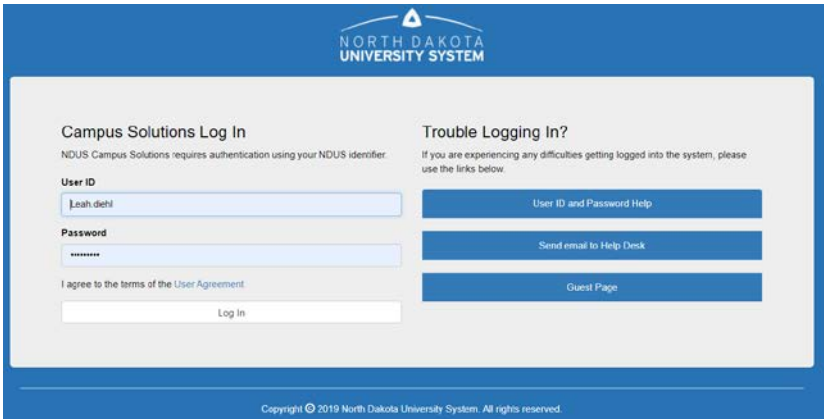 NORTH DAKOTA
UNIVERSITY SYSTEM
Campus Solutions Log In
NDUS Campus Solutions requires authentication using your NDUS identifier.
User ID
Leah.diehl
Password
•••••••••
I agree to the terms of the User Agreement
Log In
Trouble Logging In?
If you are experiencing any difficulties getting logged into the system, please
use the links below.
User ID and Password Help
Send email to Help Desk
Guest Page
Copyright © 2019 North Dakota University System. All rights reserved.